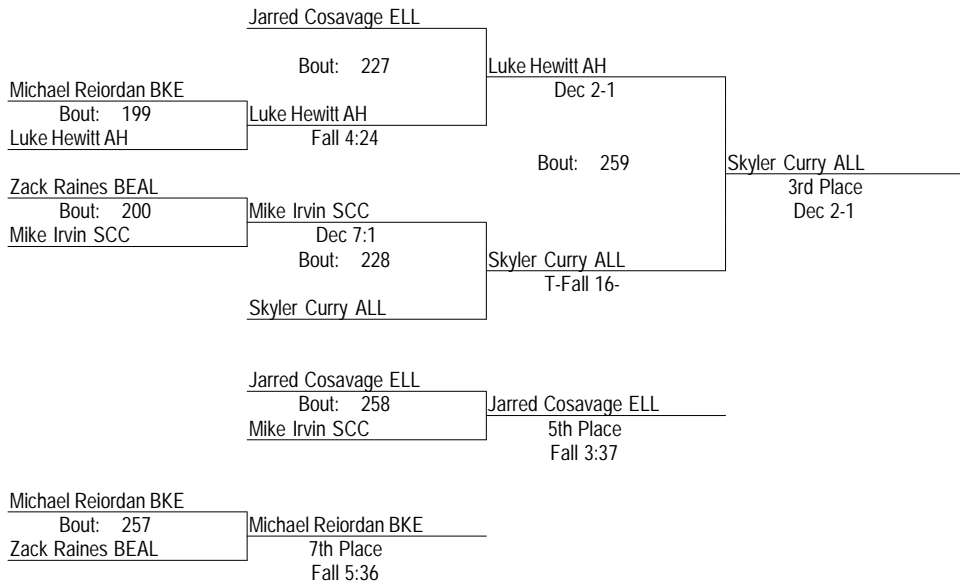 Jarred Cosavage ELL
Bout: 227
Luke Hewitt AH
Dec 2-1
Michael Reiordan BKE
Bout: 199
Luke Hewitt AH
Luke Hewitt AH
Fall 4:24
Bout: 259
Skyler Curry ALL
3rd Place
Dec 2-1
Zack Raines BEAL
Bout: 200
Mike Irvin SCC
Mike Irvin SCC
Dec 7:1
Bout: 228
Skyler Curry ALL
T-Fall 16-
Skyler Curry ALL
Jarred Cosavage ELL
Bout: 258
Mike Irvin SCC
Jarred Cosavage ELL
5th Place
Fall 3:37
Michael Reiordan BKE
Bout: 257
Zack Raines BEAL
Michael Reiordan BKE
7th Place
Fall 5:36